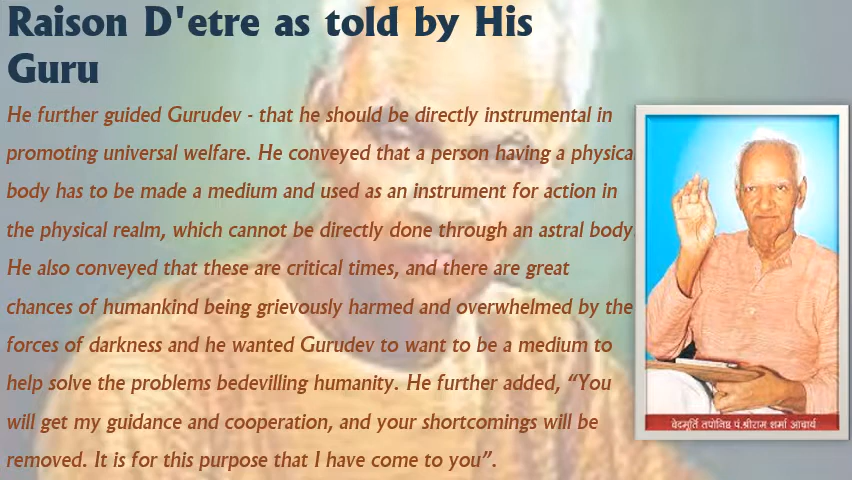 Raison D'etre as told by His
Guru
He further guided Gurudev - that he should be directly instrumental in
promoting universal welfare. He conveyed that a person having a physical
body has to be made a medium and used as an instrument for action in
the physical realm, which cannot be directly done through an astral body
He also conveyed that these are critical times, and there are great
chances of humankind being grievously harmed and overwhelmed by the
forces of darkness and he wanted Gurudev to want to be a medium to
help solve the problems bedevilling humanity. He further added, “You
will get my guidance and cooperation, and your shortcomings will be
removed. It is for this purpose that I have come to you”.
वेदमूर्ति तपोनिष्ठ पं.श्रीराम शर्मा आचार्य